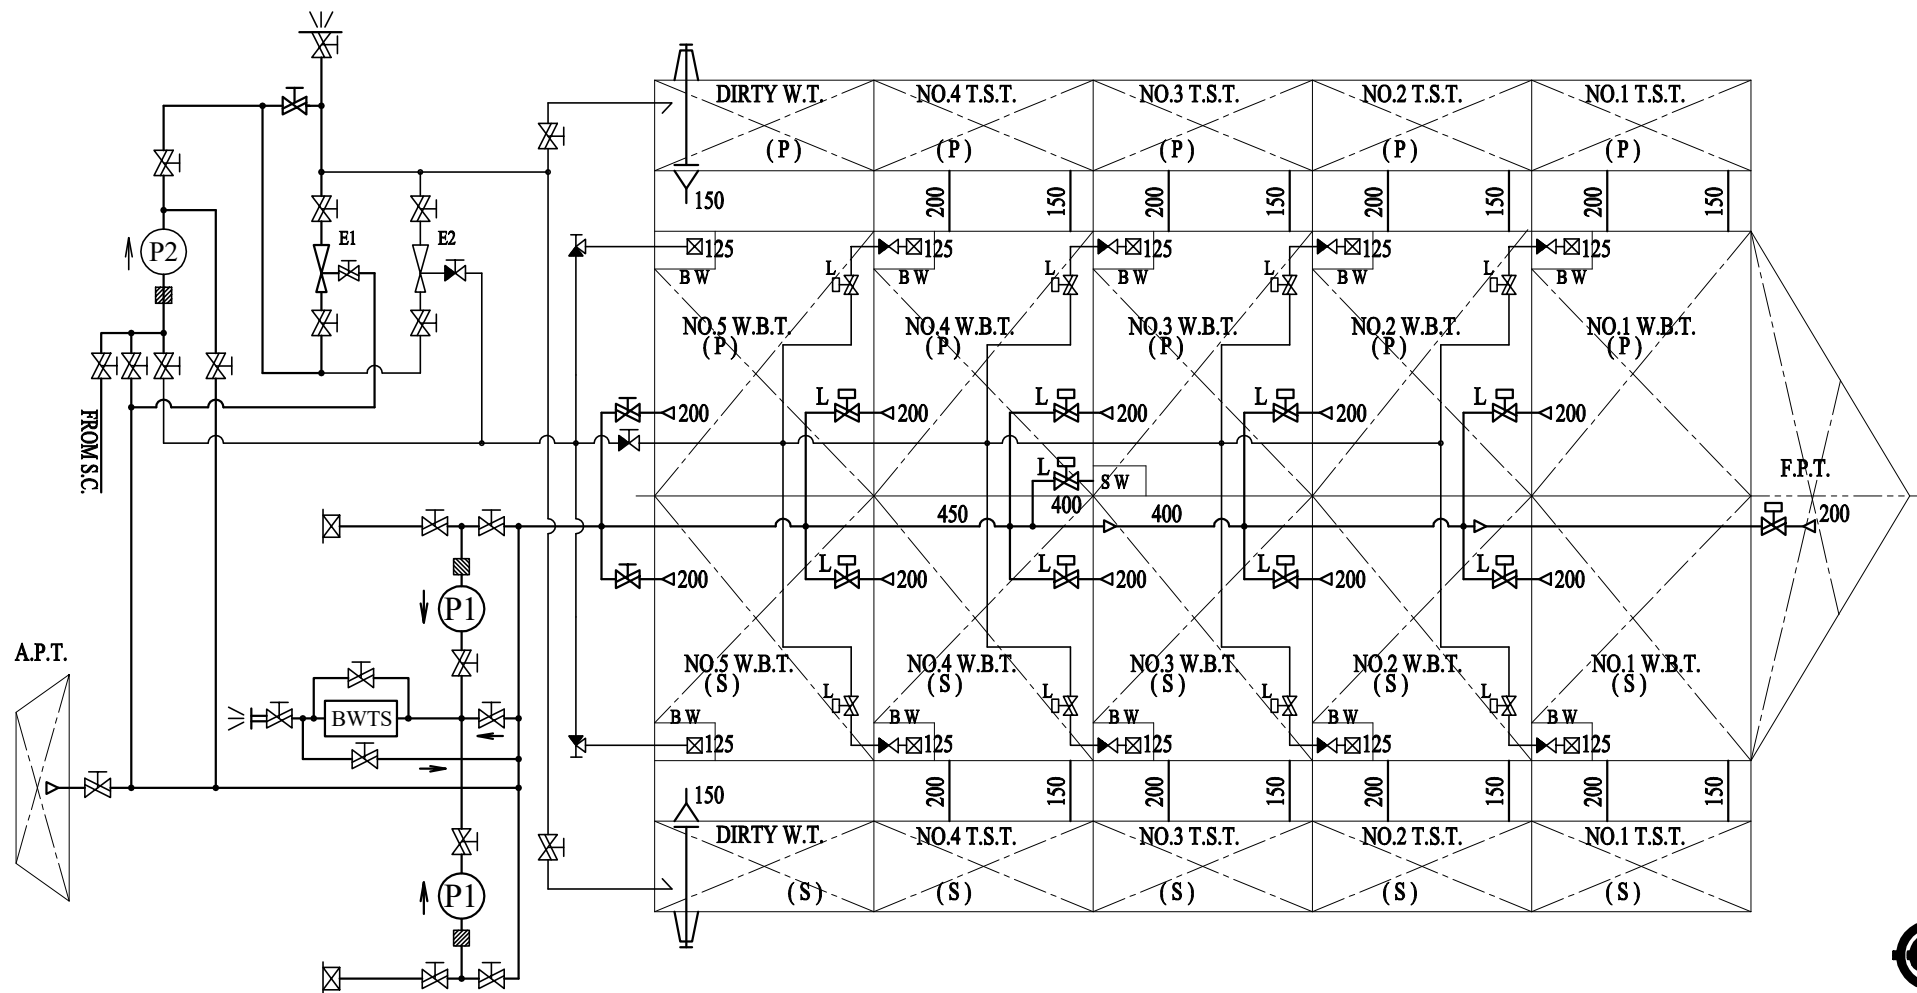 DIRTY W.T. NO.4 T.S.T. NO.3 T.S.T. NO.2 T.S.T. NO.1 T.S.T.
(P) (P) (P) (P) (P)
150 200 150 200 150 200 150 200 150
P2 E1 E2
125 125 125 125 125
L L L L
BW BW BW BW BW
NO.5 W.B.T. NO.4 W.B.T. NO.3 W.B.T. NO.2 W.B.T. NO.1 W.B.T.
(P) (P) (P) (P) (P)
L L L L
200 200 200 200 200
FROM S.C.
L SW F.P.T.
400
450 400 200
L L L L
200 200 200 200 200
P1
A.P.T.
NO.5 W.B.T. NO.4 W.B.T. NO.3 W.B.T. NO.2 W.B.T. NO.1 W.B.T.
(S) (S) (S) (S) (S)
L L L L
BWTS
BW BW BW BW BW
125 125 125 125 125
150 200 150 200 150 200 150 200 150
DIRTY W.T. NO.4 T.S.T. NO.3 T.S.T. NO.2 T.S.T. NO.1 T.S.T.
(S) (S) (S) (S) (S)
P1